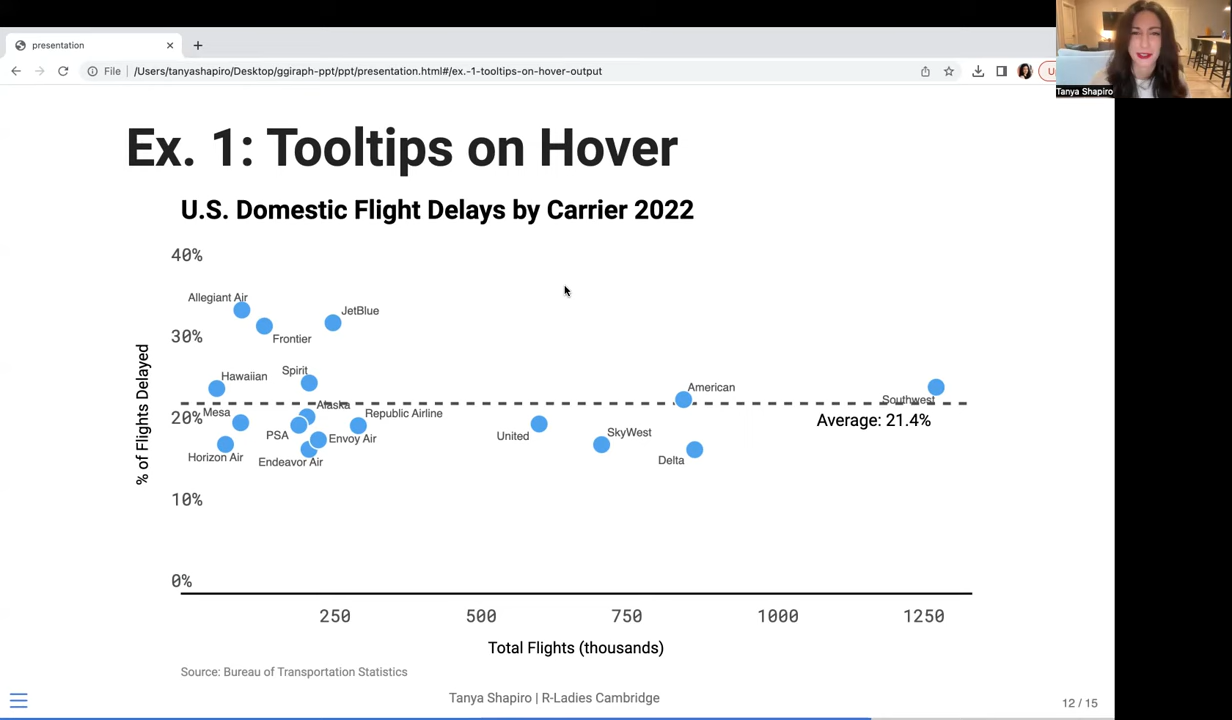 presentation
File
/Users/tanyashapiro/Desktop/ggiraph-ppt/ppt/presentation.html#/ex.-1-tooltips-on-hover-output
Tanya Shapiro
Ex. 1: Tooltips on Hover
U.S. Domestic Flight Delays by Carrier 2022
40%
Allegiant Air
JetBlue
30%
Frontier
Spirit
Hawaiian
American
Southwest
Alaska
Mesa
Republic Airline
20%
Average: 21.4%
SkyWest
PSA
United
Envoy Air
Horizon Air
Endeavor Air
Delta
10%
0%
% of Flights Delayed
250 500 750 1000 1250
Total Flights (thousands)
Source: Bureau of Transportation Statistics
Tanya Shapiro | R-Ladies Cambridge
12 / 15